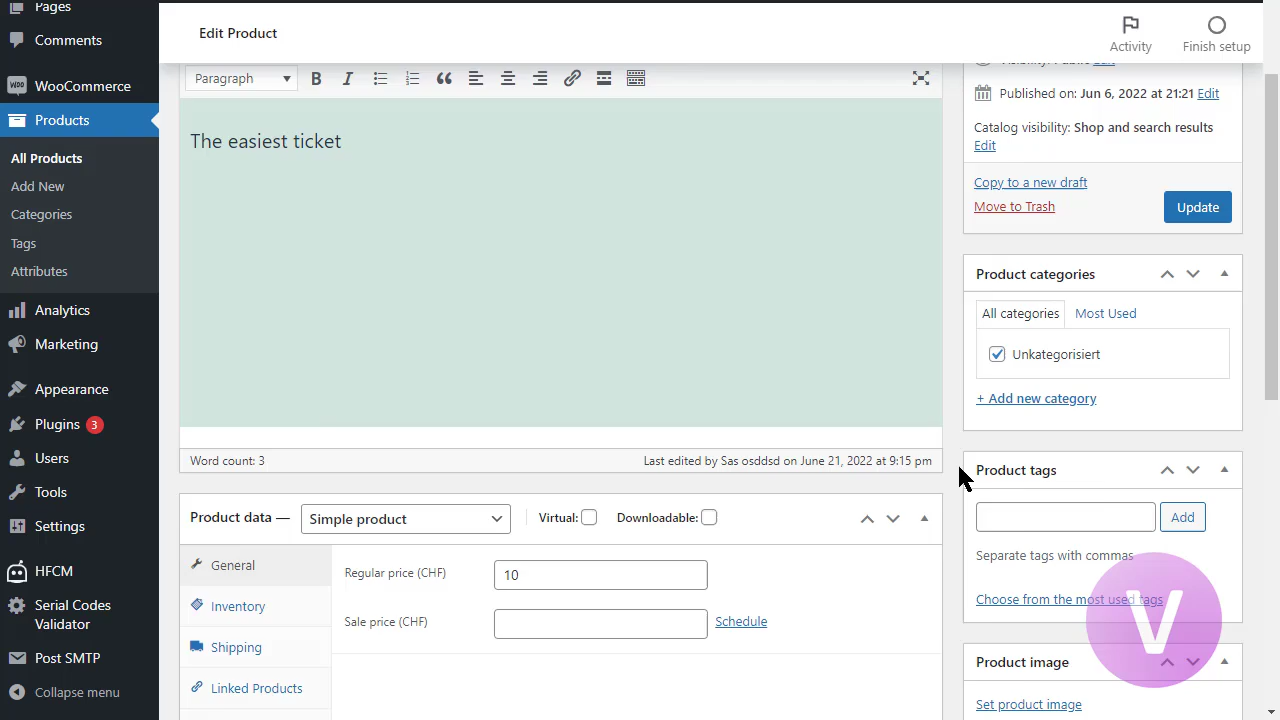 Pages
Comments
WooCommerce
Products
All Products
Add New
Categories
Tags
Attributes
Analytics
Marketing
Appearance
Plugins 3
Users
Tools
Settings
HFCM
Serial Codes
Validator
Post SMTP
Collapse menu
Edit Product
Activity
Finish setup
Paragraph
The easiest ticket
Word count: 3
Last edited by Sas osddsd on June 21, 2022 at 9:15 pm
Product data —
Simple product
Virtual:
Downloadable:
General
Inventory
Shipping
Linked Products
Regular price (CHF)
10
Sale price (CHF)
Schedule
Visibility: Public Edit
Published on: Jun 6, 2022 at 21:21 Edit
Catalog visibility: Shop and search results
Edit
Copy to a new draft
Move to Trash
Update
Product categories
All categories
Most Used
Unkategorisiert
+ Add new category
Product tags
Add
Separate tags with commas
Choose from the most used tags
Product image
Set product image
V